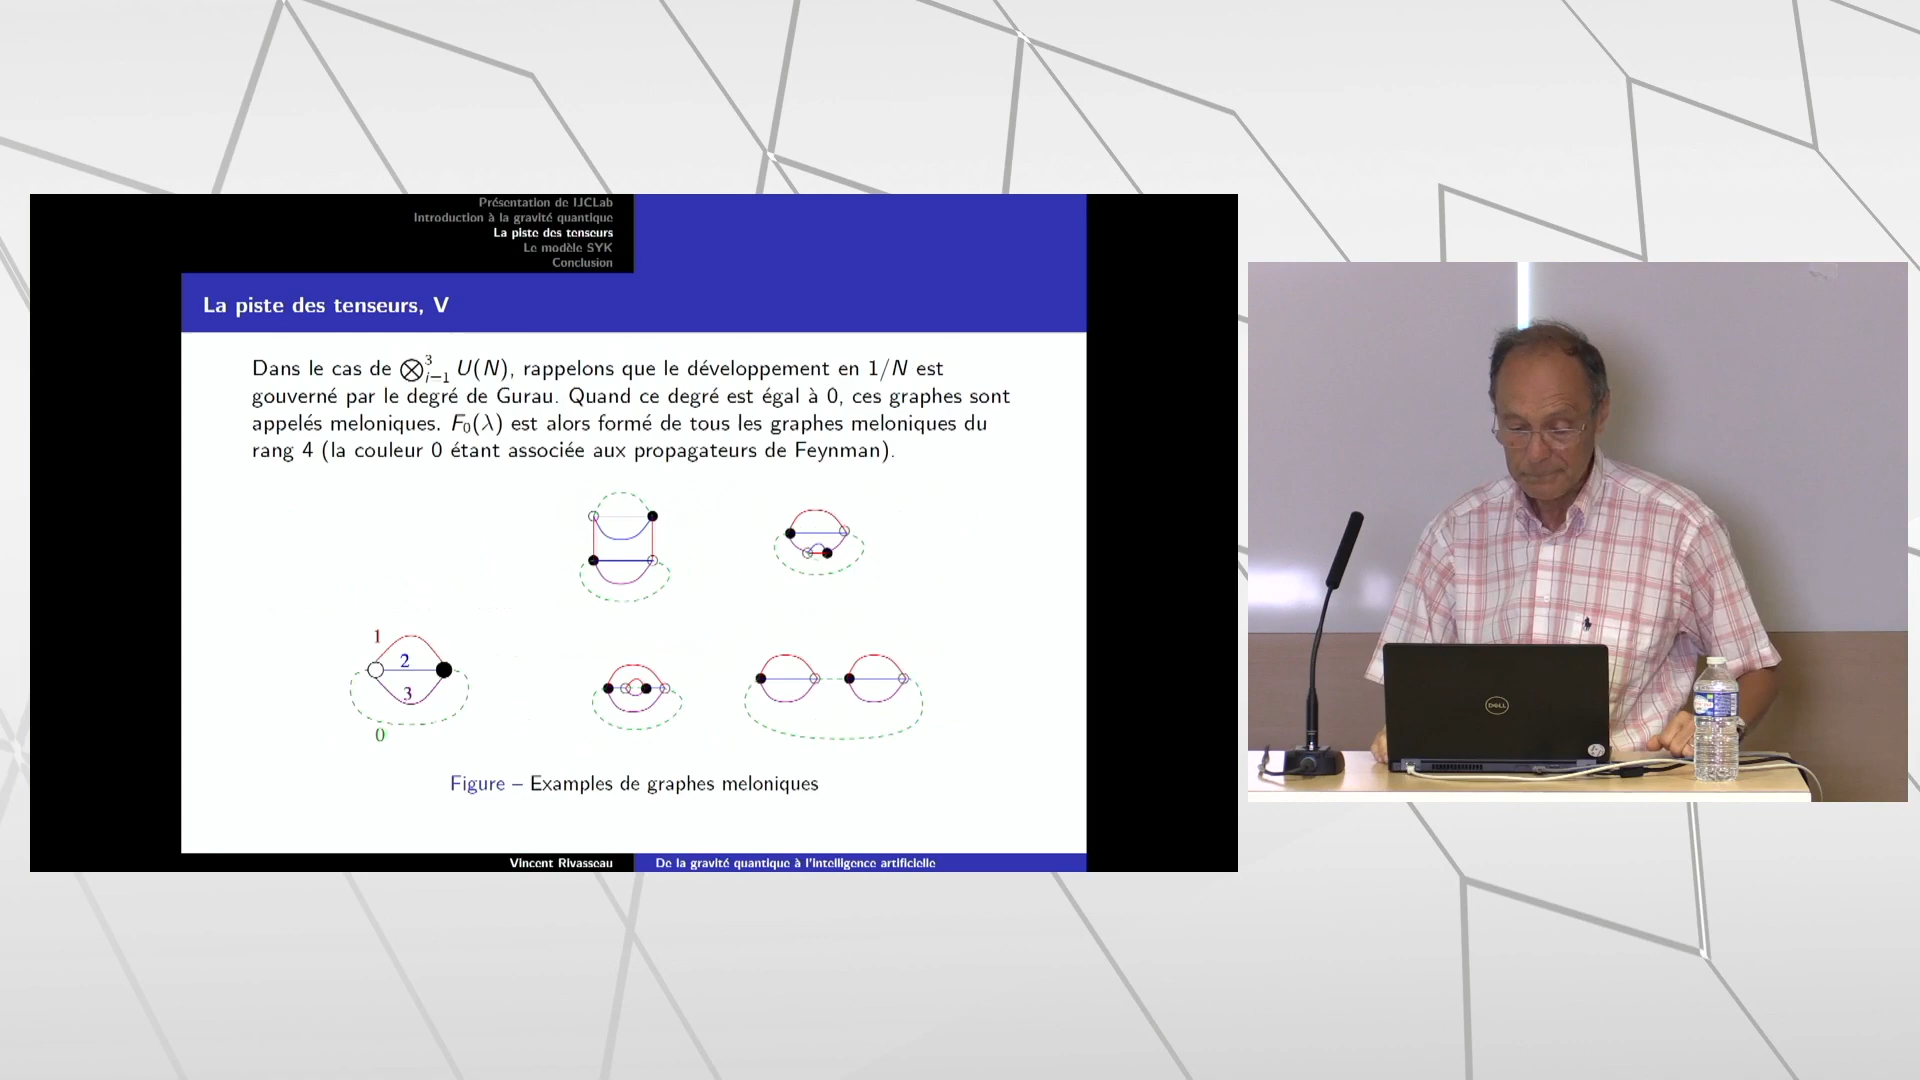 Présentation de IJCLab
Introduction à la gravité quantique
La piste des tenseurs
Le modèle SYK
Conclusion
La piste des tenseurs, V
Dans le cas de ⨂³ᵢ₋₁ U(N), rappelons que le développement en 1/N est
gouverné par le degré de Gurau. Quand ce degré est égal à 0, ces graphes sont
appelés meloniques. F₀(λ) est alors formé de tous les graphes meloniques du
rang 4 (la couleur 0 étant associée aux propagateurs de Feynman).
1
2
3
0
Figure – Examples de graphes meloniques
Vincent Rivasseau
De la gravité quantique à l'intelligence artificielle
DELL